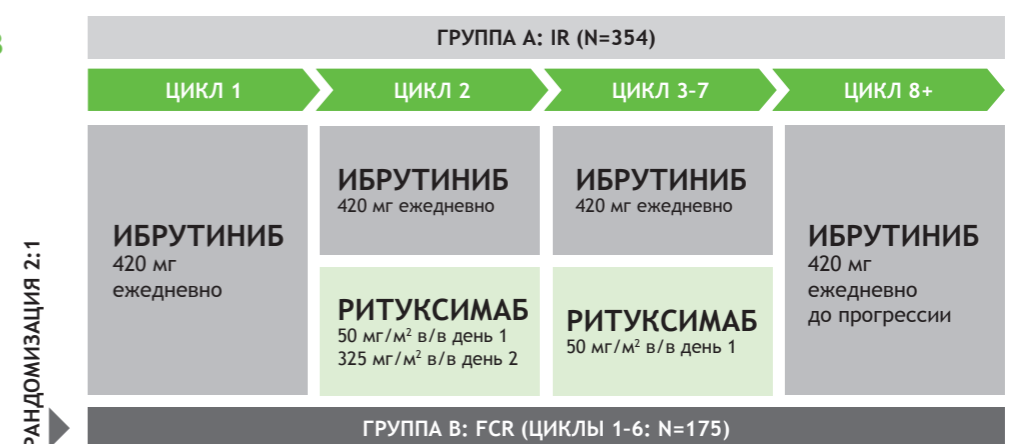 ГРУППА А: IR (N=354)
ЦИКЛ 1
ЦИКЛ 2
ЦИКЛ 3-7
ЦИКЛ 8+
ИБРУТИНИБ
420 мг
ежедневно
ИБРУТИНИБ
420 мг ежедневно
РИТУКСИМАБ
50 мг/м² в/в день 1
325 мг/м² в/в день 2
ИБРУТИНИБ
420 мг ежедневно
РИТУКСИМАБ
50 мг/м² в/в день 1
ИБРУТИНИБ
420 мг
ежедневно
до прогрессии
РАНДОМИЗАЦИЯ 2:1
ГРУППА В: FCR (ЦИКЛЫ 1-6: N=175)